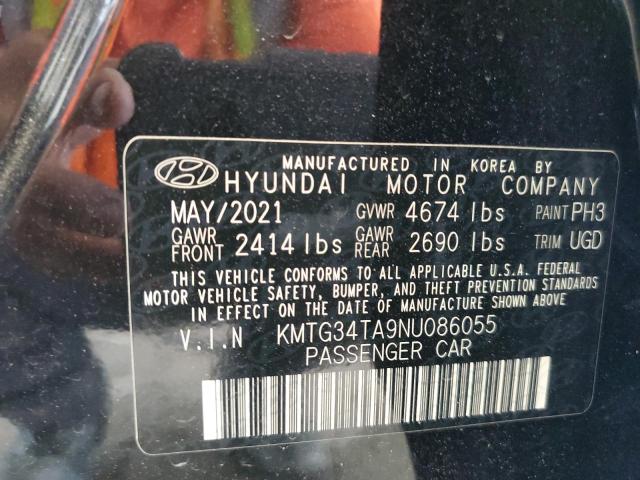 MANUFACTURED IN KOREA BY
HYUNDAI MOTOR COMPANY
MAY/2021 GVWR 4674 lbs PAINT PH3
GAWR FRONT 2414 lbs GAWR REAR 2690 lbs TRIM UGD
THIS VEHICLE CONFORMS TO ALL APPLICABLE U.S.A. FEDERAL
MOTOR VEHICLE SAFETY, BUMPER, AND THEFT PREVENTION STANDARDS
IN EFFECT ON THE DATE OF MANUFACTURE SHOWN ABOVE
V.I.N KMTG34TA9NU086055
PASSENGER CAR